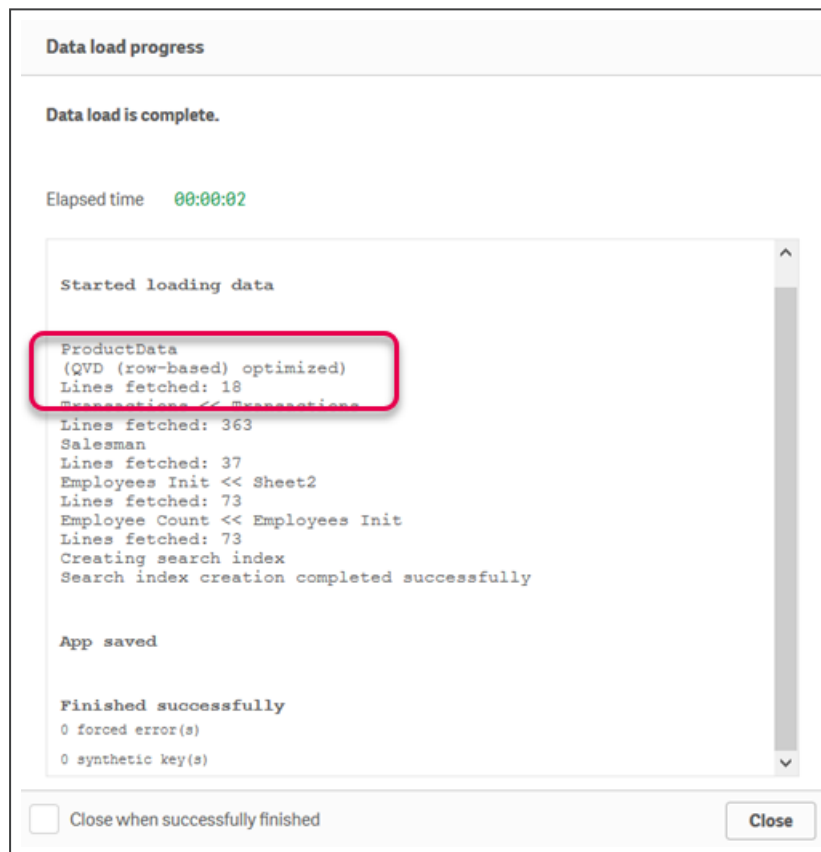 Data load progress
Data load is complete.
Elapsed time 00:00:02
Started loading data
ProductData
(QVD (row-based) optimized)
Lines fetched: 18
Transactions << Transactions
Lines fetched: 363
Salesman
Lines fetched: 37
Employees Init << Sheet2
Lines fetched: 73
Employee Count << Employees Init
Lines fetched: 73
Creating search index
Search index creation completed successfully
App saved
Finished successfully
0 forced error(s)
0 synthetic key(s)
Close when successfully finished
Close